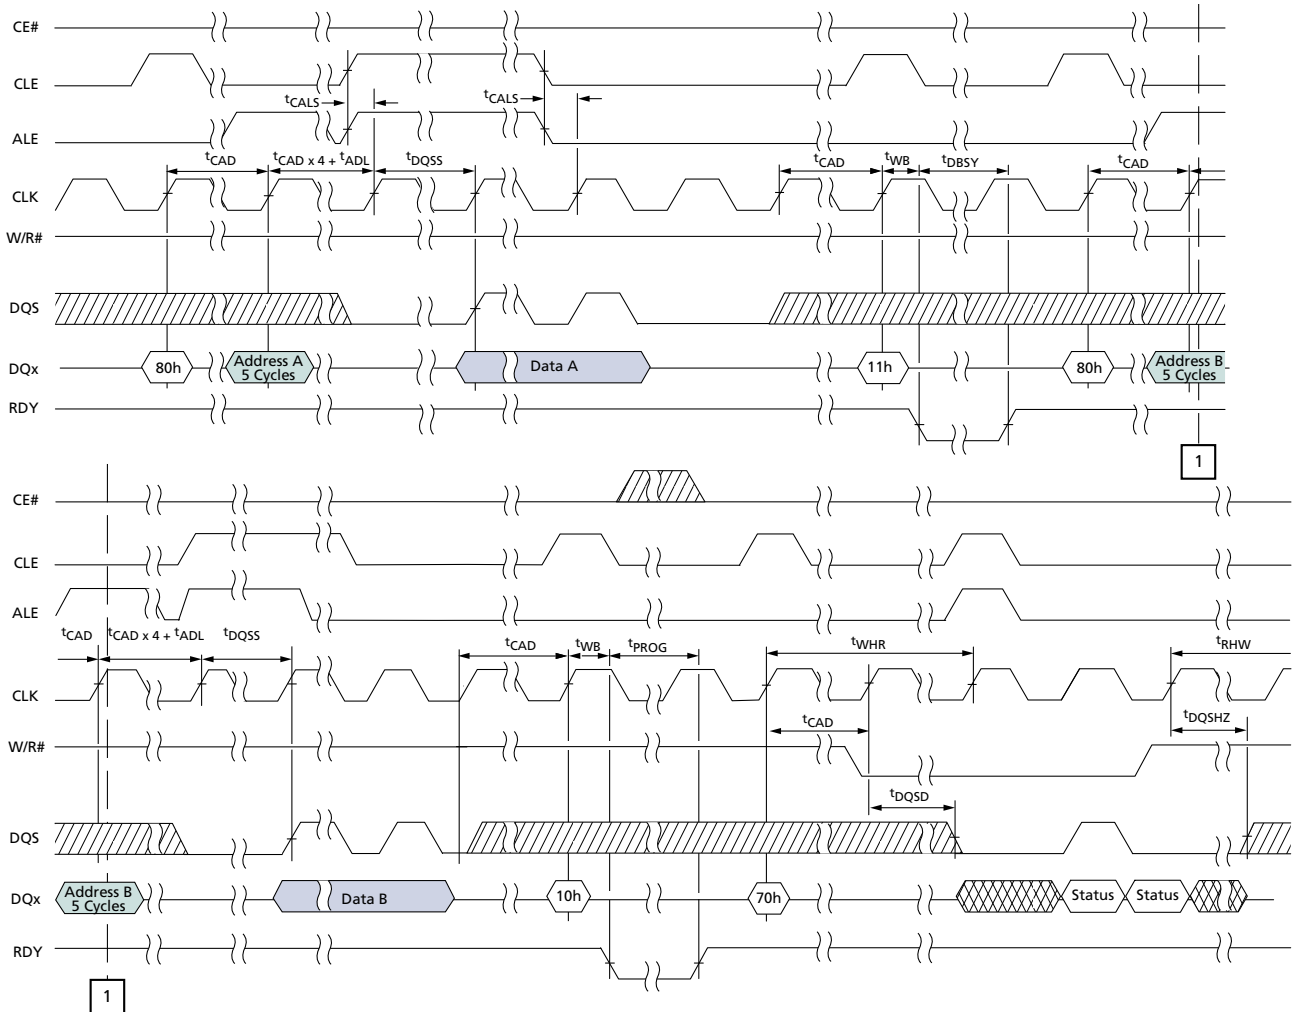 CE#
CLE
tCALS
tCALS
ALE
tCAD
tCAD x 4 + tADL
tDQSS
tCAD
tWB
tDBSY
tCAD
CLK
W/R#
DQS
DQx
80h
Address A
5 Cycles
Data A
11h
80h
Address B
5 Cycles
RDY
1
CE#
CLE
ALE
tCAD
tCAD x 4 + tADL
tDQSS
tCAD
tWB
tPROG
tWHR
tRHW
CLK
tCAD
tDQSHZ
W/R#
tDQSD
DQS
DQx
Address B
5 Cycles
Data B
10h
70h
Status
Status
RDY
1